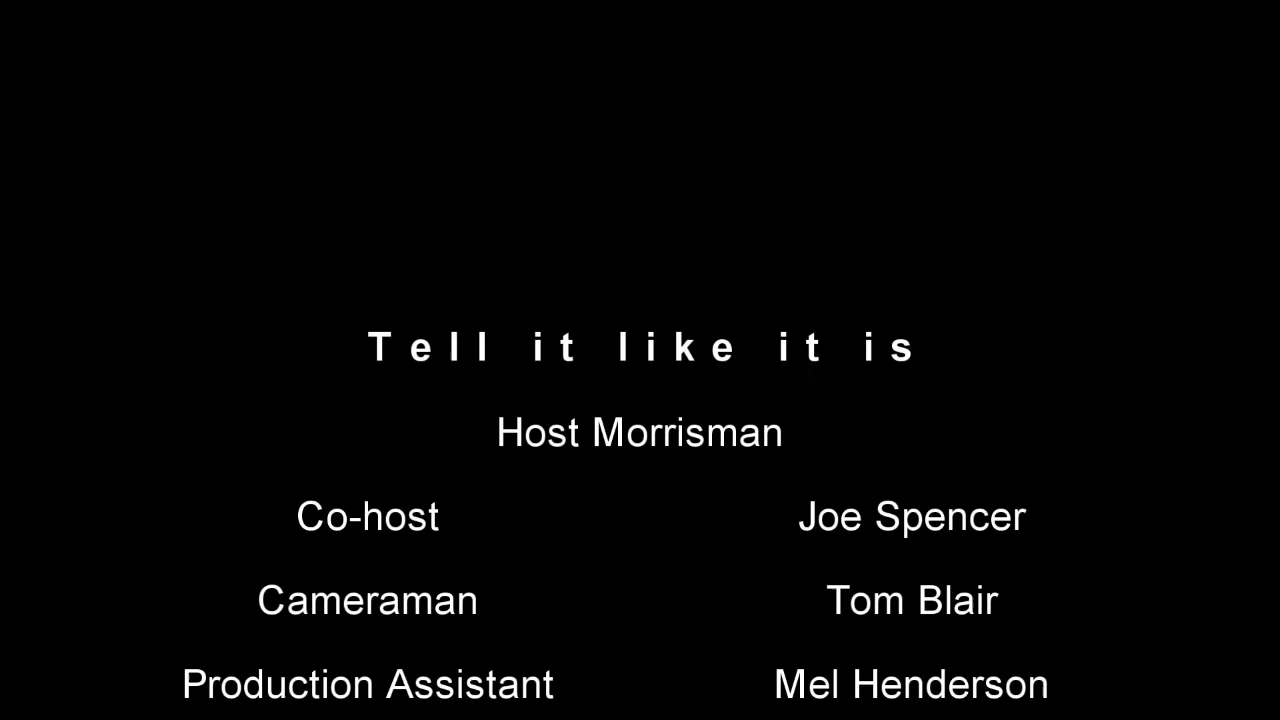 Tell it like it is
Host Morrisman
Co-host Joe Spencer
Cameraman Tom Blair
Production Assistant Mel Henderson